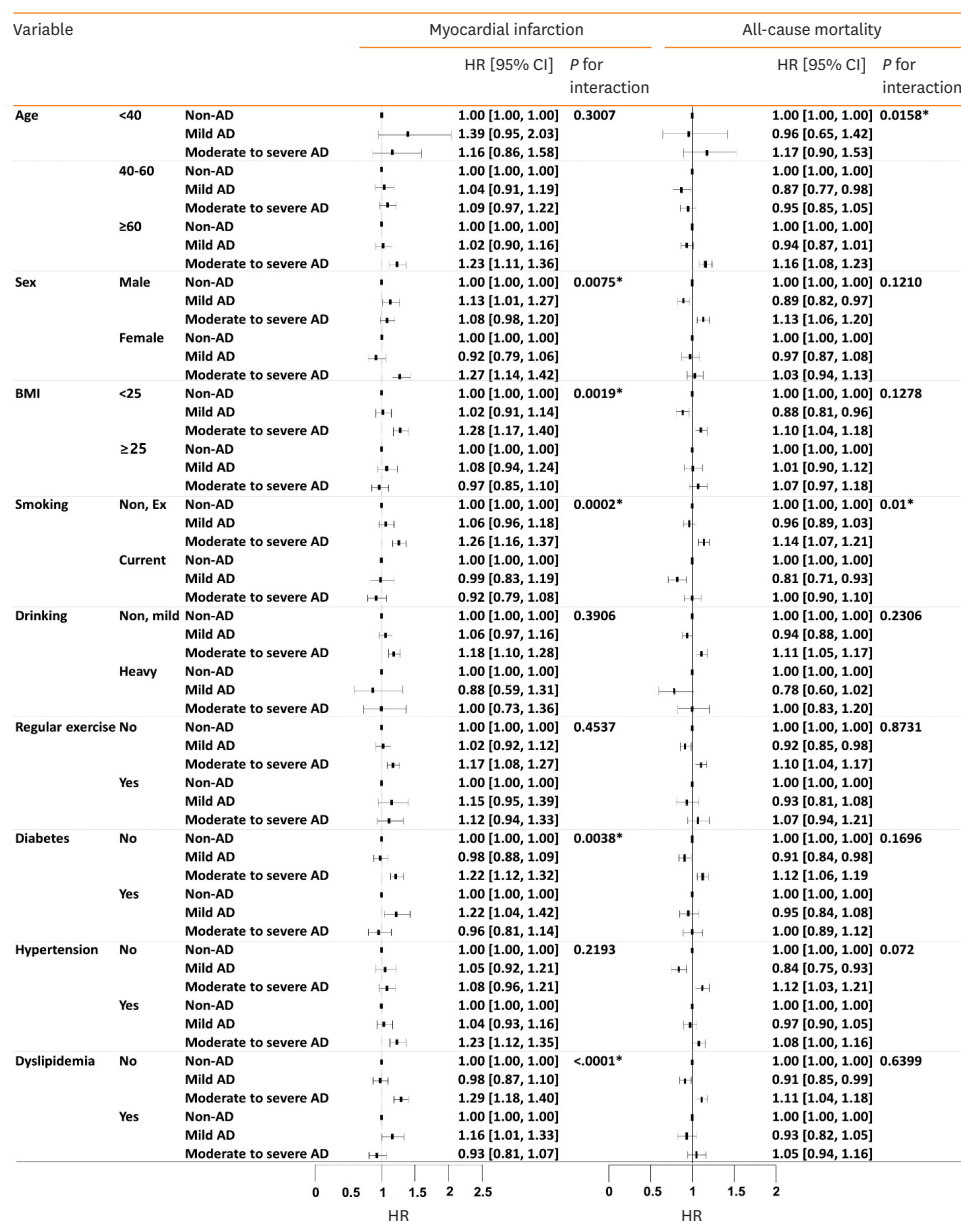 Variable Myocardial infarction All-cause mortality
HR [95% CI] P for interaction HR [95% CI] P for interaction
Age <40 Non-AD 1.00 [1.00, 1.00] 0.3007 1.00 [1.00, 1.00] 0.0158*
Mild AD 1.39 [0.95, 2.03] 0.96 [0.65, 1.42]
Moderate to severe AD 1.16 [0.86, 1.58] 1.17 [0.90, 1.53]
40-60 Non-AD 1.00 [1.00, 1.00] 1.00 [1.00, 1.00]
Mild AD 1.04 [0.91, 1.19] 0.87 [0.77, 0.98]
Moderate to severe AD 1.09 [0.97, 1.22] 0.95 [0.85, 1.05]
≥60 Non-AD 1.00 [1.00, 1.00] 1.00 [1.00, 1.00]
Mild AD 1.02 [0.90, 1.16] 0.94 [0.87, 1.01]
Moderate to severe AD 1.23 [1.11, 1.36] 1.16 [1.08, 1.23]
Sex Male Non-AD 1.00 [1.00, 1.00] 0.0075* 1.00 [1.00, 1.00] 0.1210
Mild AD 1.13 [1.01, 1.27] 0.89 [0.82, 0.97]
Moderate to severe AD 1.08 [0.98, 1.20] 1.13 [1.06, 1.20]
Female Non-AD 1.00 [1.00, 1.00] 1.00 [1.00, 1.00]
Mild AD 0.92 [0.79, 1.06] 0.97 [0.87, 1.08]
Moderate to severe AD 1.27 [1.14, 1.42] 1.03 [0.94, 1.13]
BMI <25 Non-AD 1.00 [1.00, 1.00] 0.0019* 1.00 [1.00, 1.00] 0.1278
Mild AD 1.02 [0.91, 1.14] 0.88 [0.81, 0.96]
Moderate to severe AD 1.28 [1.17, 1.40] 1.10 [1.04, 1.18]
≥25 Non-AD 1.00 [1.00, 1.00] 1.00 [1.00, 1.00]
Mild AD 1.08 [0.94, 1.24] 1.01 [0.90, 1.12]
Moderate to severe AD 0.97 [0.85, 1.10] 1.07 [0.97, 1.18]
Smoking Non, Ex Non-AD 1.00 [1.00, 1.00] 0.0002* 1.00 [1.00, 1.00] 0.01*
Mild AD 1.06 [0.96, 1.18] 0.96 [0.89, 1.03]
Moderate to severe AD 1.26 [1.16, 1.37] 1.14 [1.07, 1.21]
Current Non-AD 1.00 [1.00, 1.00] 1.00 [1.00, 1.00]
Mild AD 0.99 [0.83, 1.19] 0.81 [0.71, 0.93]
Moderate to severe AD 0.92 [0.79, 1.08] 1.00 [0.90, 1.10]
Drinking Non, mild Non-AD 1.00 [1.00, 1.00] 0.3906 1.00 [1.00, 1.00] 0.2306
Mild AD 1.06 [0.97, 1.16] 0.94 [0.88, 1.00]
Moderate to severe AD 1.18 [1.10, 1.28] 1.11 [1.05, 1.17]
Heavy Non-AD 1.00 [1.00, 1.00] 1.00 [1.00, 1.00]
Mild AD 0.88 [0.59, 1.31] 0.78 [0.60, 1.02]
Moderate to severe AD 1.00 [0.73, 1.36] 1.00 [0.83, 1.20]
Regular exercise No Non-AD 1.00 [1.00, 1.00] 0.4537 1.00 [1.00, 1.00] 0.8731
Mild AD 1.02 [0.92, 1.12] 0.92 [0.85, 0.98]
Moderate to severe AD 1.17 [1.08, 1.27] 1.10 [1.04, 1.17]
Yes Non-AD 1.00 [1.00, 1.00] 1.00 [1.00, 1.00]
Mild AD 1.15 [0.95, 1.39] 0.93 [0.81, 1.08]
Moderate to severe AD 1.12 [0.94, 1.33] 1.07 [0.94, 1.21]
Diabetes No Non-AD 1.00 [1.00, 1.00] 0.0038* 1.00 [1.00, 1.00] 0.1696
Mild AD 0.98 [0.88, 1.09] 0.91 [0.84, 0.98]
Moderate to severe AD 1.22 [1.12, 1.32] 1.12 [1.06, 1.19
Yes Non-AD 1.00 [1.00, 1.00] 1.00 [1.00, 1.00]
Mild AD 1.22 [1.04, 1.42] 0.95 [0.84, 1.08]
Moderate to severe AD 0.96 [0.81, 1.14] 1.00 [0.89, 1.12]
Hypertension No Non-AD 1.00 [1.00, 1.00] 0.2193 1.00 [1.00, 1.00] 0.072
Mild AD 1.05 [0.92, 1.21] 0.84 [0.75, 0.93]
Moderate to severe AD 1.08 [0.96, 1.21] 1.12 [1.03, 1.21]
Yes Non-AD 1.00 [1.00, 1.00] 1.00 [1.00, 1.00]
Mild AD 1.04 [0.93, 1.16] 0.97 [0.90, 1.05]
Moderate to severe AD 1.23 [1.12, 1.35] 1.08 [1.00, 1.16]
Dyslipidemia No Non-AD 1.00 [1.00, 1.00] <.0001* 1.00 [1.00, 1.00] 0.6399
Mild AD 0.98 [0.87, 1.10] 0.91 [0.85, 0.99]
Moderate to severe AD 1.29 [1.18, 1.40] 1.11 [1.04, 1.18]
Yes Non-AD 1.00 [1.00, 1.00] 1.00 [1.00, 1.00]
Mild AD 1.16 [1.01, 1.33] 0.93 [0.82, 1.05]
Moderate to severe AD 0.93 [0.81, 1.07] 1.05 [0.94, 1.16]
0 0.5 1 1.5 2 2.5 0 0.5 1 1.5 2
HR HR